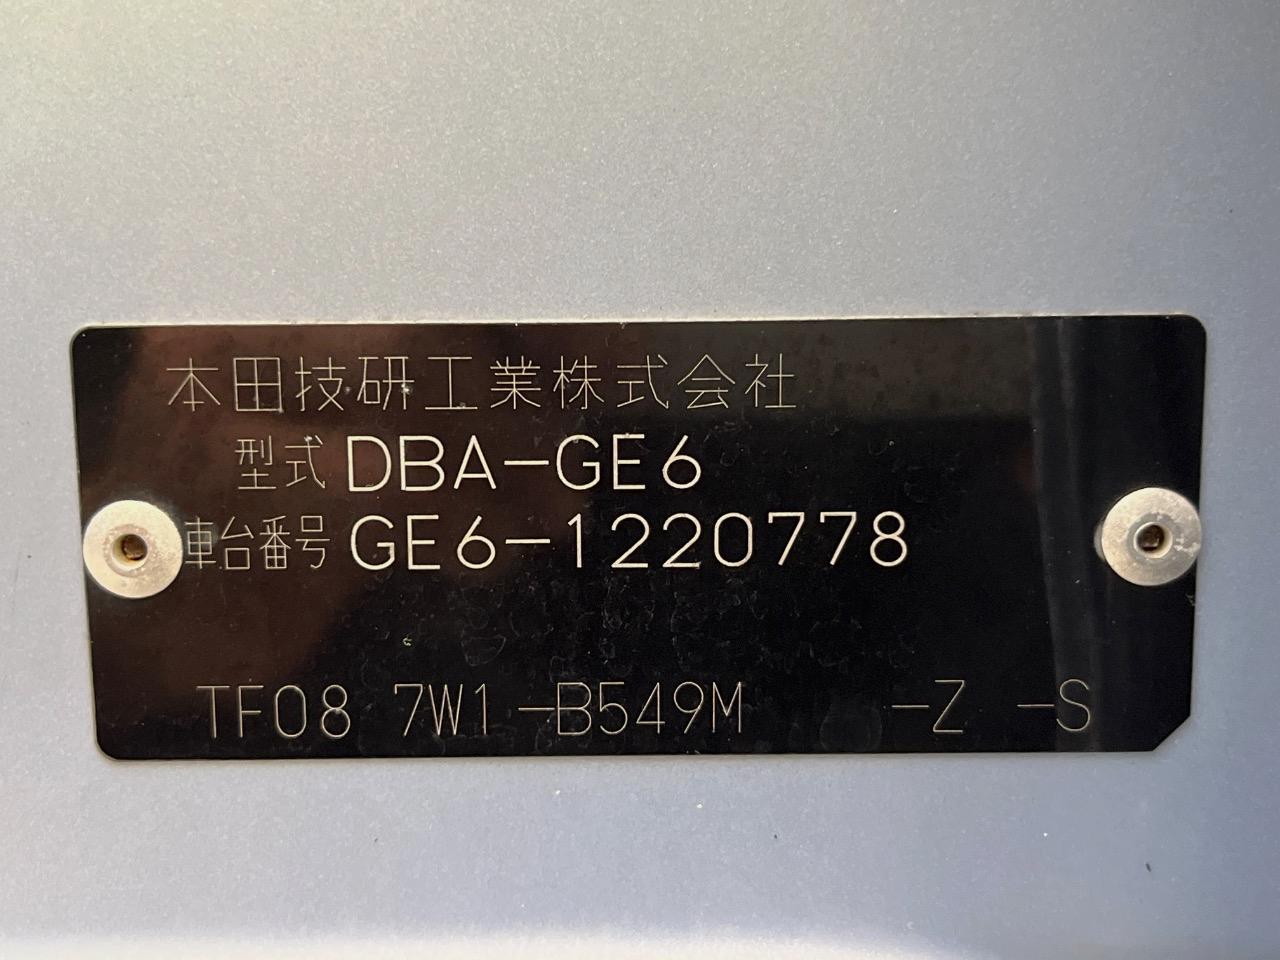 本田技研工業株式会社
型式 DBA-GE6
車台番号 GE6-1220778
TF08 7W1-B549M -Z -S